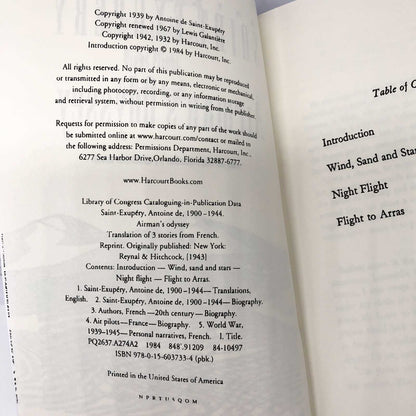 Copyright 1939 by Antoine de Saint-Exupéry
Copyright renewed 1967 by Lewis Galantière
Copyright 1942, 1932 by Harcourt, Inc.
Introduction copyright © 1984 by Harcourt, Inc.
All rights reserved. No part of this publication may be reproduced
or transmitted in any form or by any means, electronic or mechanical,
including photocopy, recording, or any information storage
and retrieval system, without permission in writing from the publisher.
Requests for permission to make copies of any part of the work should
be submitted online at www.harcourt.com/contact or mailed to
the following address: Permissions Department, Harcourt, Inc.,
6277 Sea Harbor Drive,Orlando, Florida 32887-6777.
www.HarcourtBooks.com
Library of Congress Cataloguing-in-Publication Data
Saint-Exupéry, Antoine de, 1900-1944.
Airman's odyssey
Translation of 3 stories from French.
Reprint. Originally published: New York:
Reynal & Hitchcock, [1943]
Contents: Introduction — Wind, sand and stars —
Night flight — Flight to Arras.
1. Saint-Exupéry, Antoine de, 1900-1944—Translations,
English. 2. Saint-Exupéry, Antoine de, 1900-1944—Biography.
3. Authors, French—20th century—Biography.
4. Air pilots—France—Biography. 5. World War,
1939-1945—Personal narratives, French. I. Title.
PQ2637.A274A2 1984 848'.91209 84-10497
ISBN 978-0-15-603733-4 (pbk.)
Printed in the United States of America
N P R T U S Q O M
Table of C
Introduction
Wind, Sand and Star
Night Flight
Flight to Arras